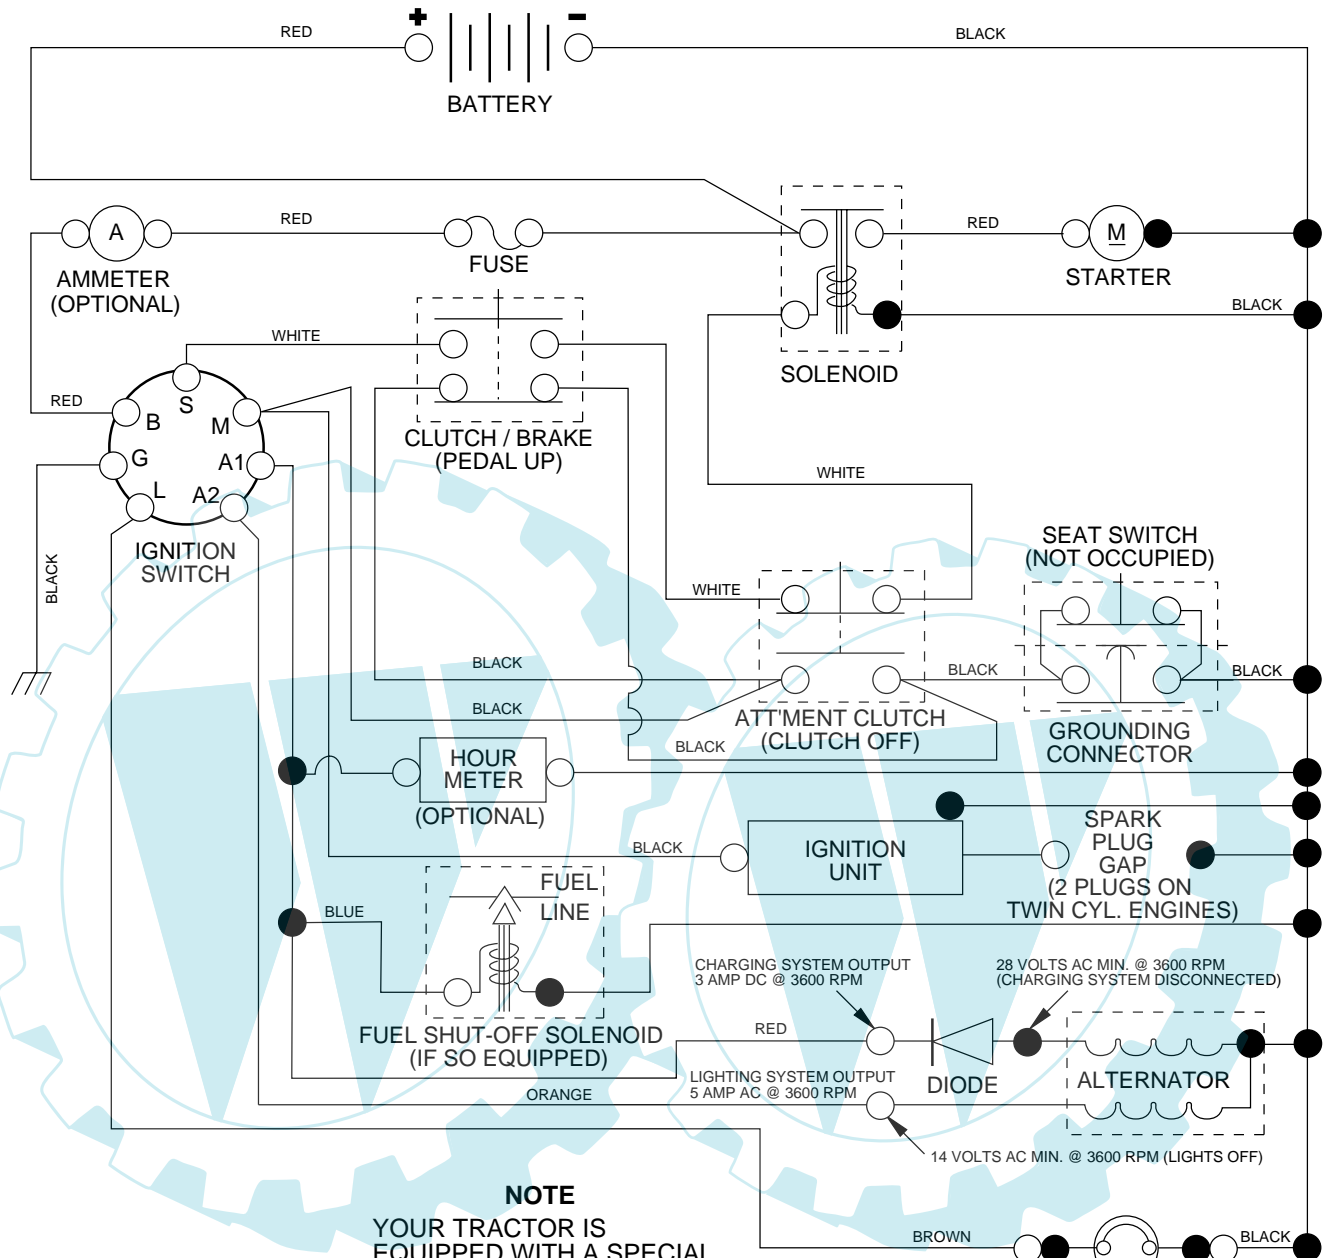 + −
RED
BLACK
BATTERY
A
RED
RED
M
FUSE
STARTER
AMMETER
(OPTIONAL)
BLACK
WHITE
SOLENOID
RED
S
B
M
CLUTCH / BRAKE
(PEDAL UP)
G
A1
L
A2
WHITE
IGNITION
SWITCH
SEAT SWITCH
(NOT OCCUPIED)
BLACK
WHITE
BLACK
BLACK
BLACK
BLACK
ATT'MENT CLUTCH
(CLUTCH OFF)
GROUNDING
CONNECTOR
BLACK
HOUR
METER
(OPTIONAL)
BLACK
IGNITION
UNIT
SPARK
PLUG
GAP
(2 PLUGS ON
TWIN CYL. ENGINES)
FUEL
LINE
BLUE
CHARGING SYSTEM OUTPUT
3 AMP DC @ 3600 RPM
28 VOLTS AC MIN. @ 3600 RPM
(CHARGING SYSTEM DISCONNECTED)
FUEL SHUT-OFF SOLENOID
(IF SO EQUIPPED)
RED
DIODE
ALTERNATOR
LIGHTING SYSTEM OUTPUT
5 AMP AC @ 3600 RPM
ORANGE
14 VOLTS AC MIN. @ 3600 RPM (LIGHTS OFF)
NOTE
YOUR TRACTOR IS
EQUIPPED WITH A SPECIAL
BROWN
BLACK